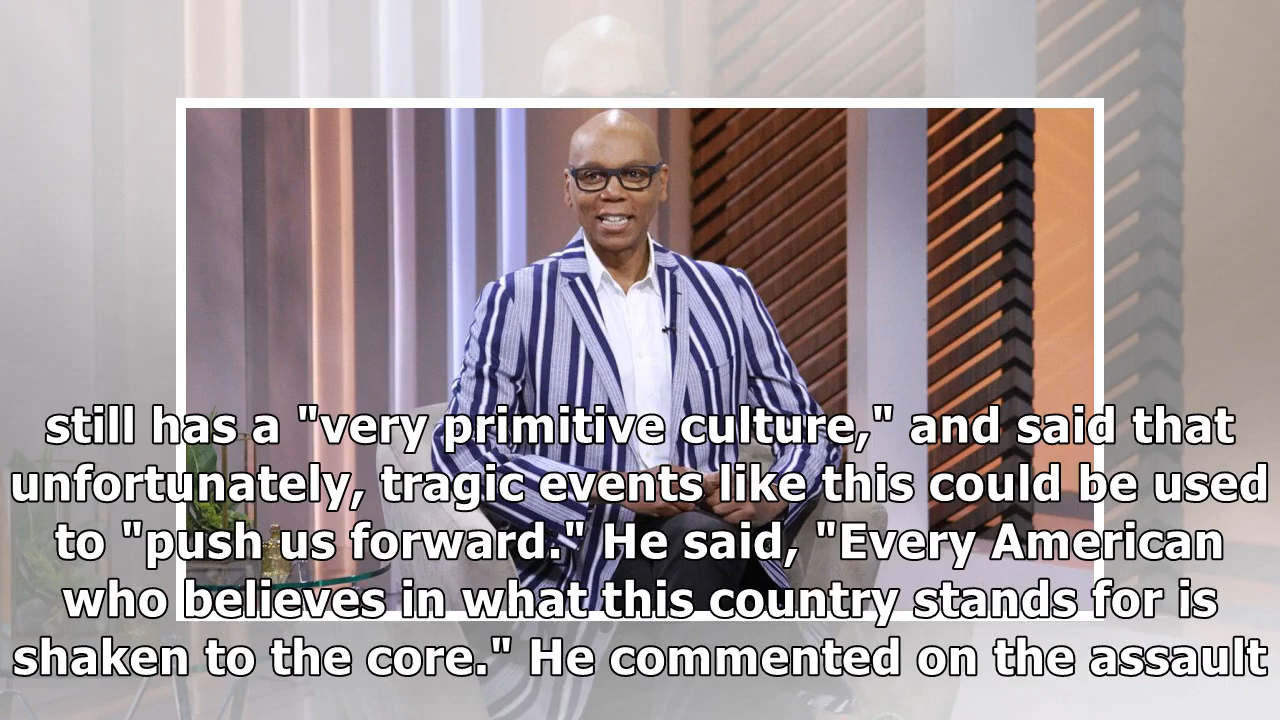 still has a "very primitive culture," and said that
unfortunately, tragic events like this could be used
to "push us forward." He said, "Every American
who believes in what this country stands for is
shaken to the core." He commented on the assault